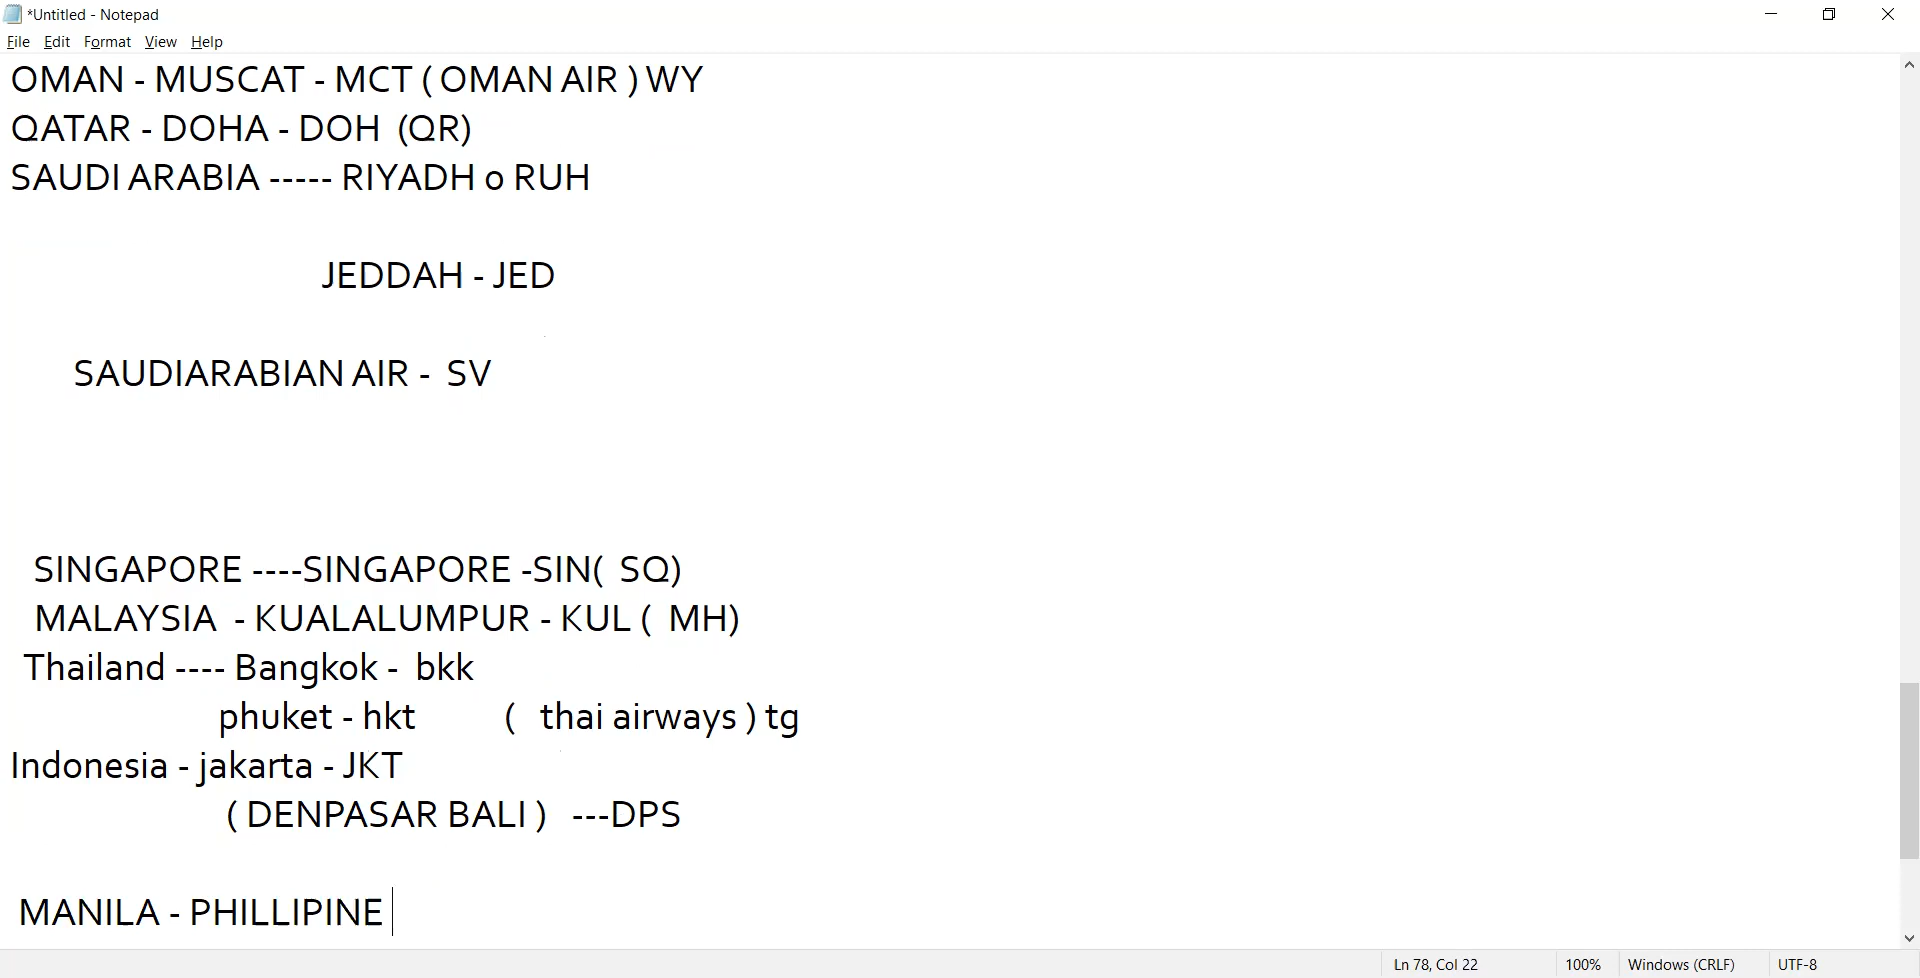 *Untitled - Notepad
File Edit Format View Help
OMAN - MUSCAT - MCT ( OMAN AIR ) WY
QATAR - DOHA - DOH (QR)
SAUDI ARABIA ----- RIYADH o RUH
JEDDAH - JED
SAUDIARABIAN AIR - SV
SINGAPORE ----SINGAPORE -SIN( SQ)
MALAYSIA - KUALALUMPUR - KUL ( MH)
Thailand ---- Bangkok - bkk
phuket - hkt ( thai airways ) tg
Indonesia - jakarta - JKT
( DENPASAR BALI ) ---DPS
MANILA - PHILLIPINE
Ln 78, Col 22 100% Windows (CRLF) UTF-8